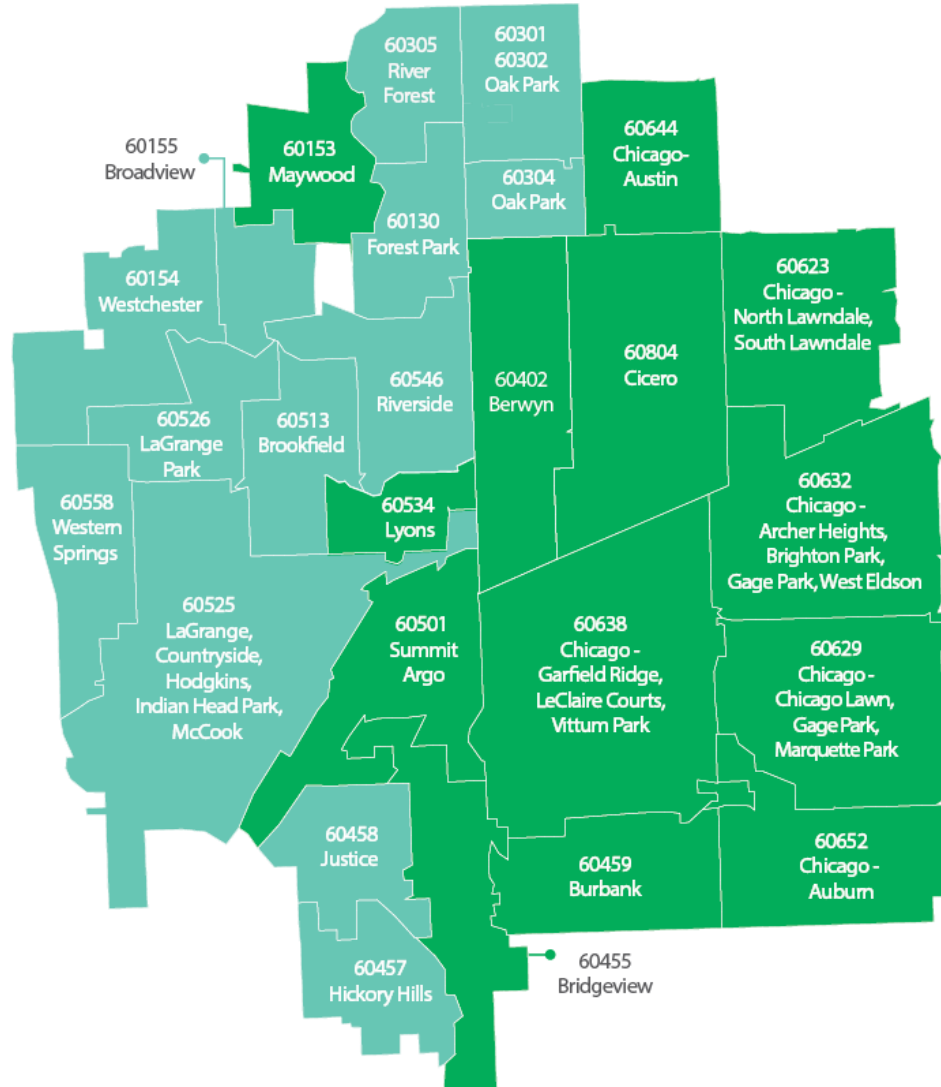 60305
River
Forest
60301
60302
Oak Park
60644
Chicago-
Austin
60155
Broadview
60153
Maywood
60304
Oak Park
60130
Forest Park
60154
Westchester
60623
Chicago -
North Lawndale,
South Lawndale
60546
Riverside
60402
Berwyn
60804
Cicero
60526
LaGrange
Park
60513
Brookfield
60558
Western
Springs
60534
Lyons
60632
Chicago -
Archer Heights,
Brighton Park,
Gage Park, West Eldson
60525
LaGrange,
Countryside,
Hodgkins,
Indian Head Park,
McCook
60501
Summit
Argo
60638
Chicago -
Garfield Ridge,
LeClaire Courts,
Vittum Park
60629
Chicago -
Chicago Lawn,
Gage Park,
Marquette Park
60458
Justice
60459
Burbank
60652
Chicago -
Auburn
60457
Hickory Hills
60455
Bridgeview